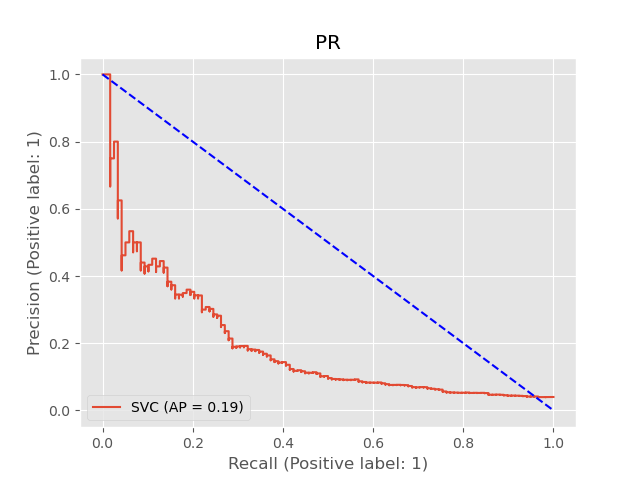 PR
1.0
0.8
0.6
0.4
0.2
0.0
Precision (Positive label: 1)
SVC (AP = 0.19)
0.0 0.2 0.4 0.6 0.8 1.0
Recall (Positive label: 1)